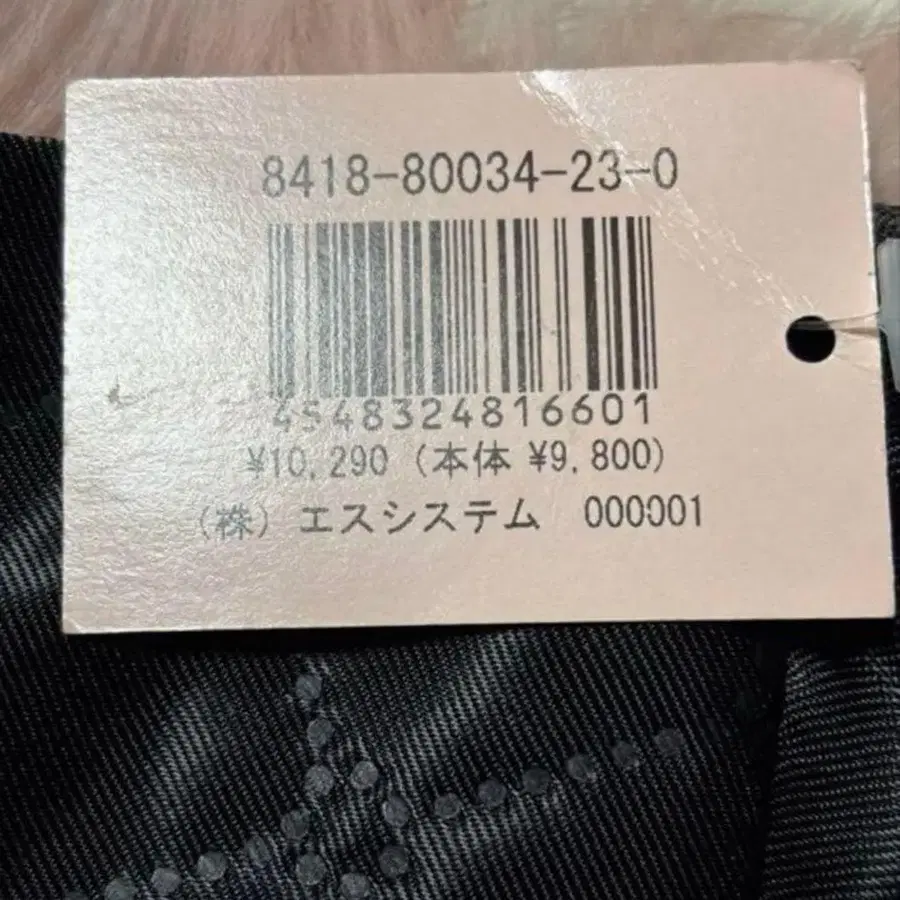 8418-80034-23-0
4548324816601
¥10,290 (本体 ¥9,800)
(株) エスシステム 000001